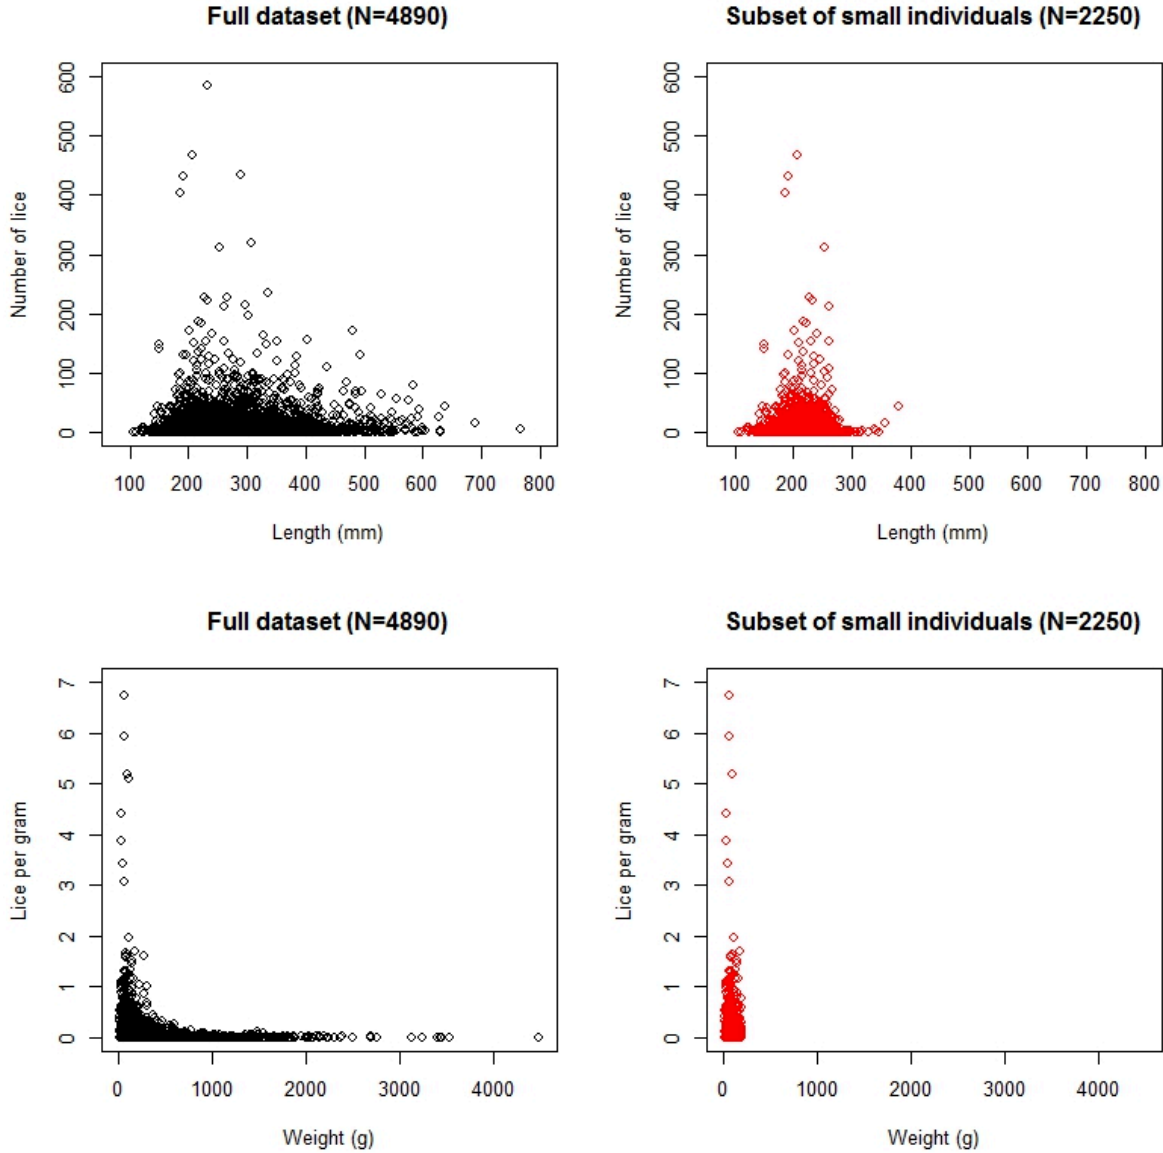 Full dataset (N=4890)
Number of lice
600
500
400
300
200
100
0
100 200 300 400 500 600 700 800
Length (mm)
Subset of small individuals (N=2250)
Number of lice
600
500
400
300
200
100
0
100 200 300 400 500 600 700 800
Length (mm)
Full dataset (N=4890)
Lice per gram
7
6
5
4
3
2
1
0
0 1000 2000 3000 4000
Weight (g)
Subset of small individuals (N=2250)
Lice per gram
7
6
5
4
3
2
1
0
0 1000 2000 3000 4000
Weight (g)